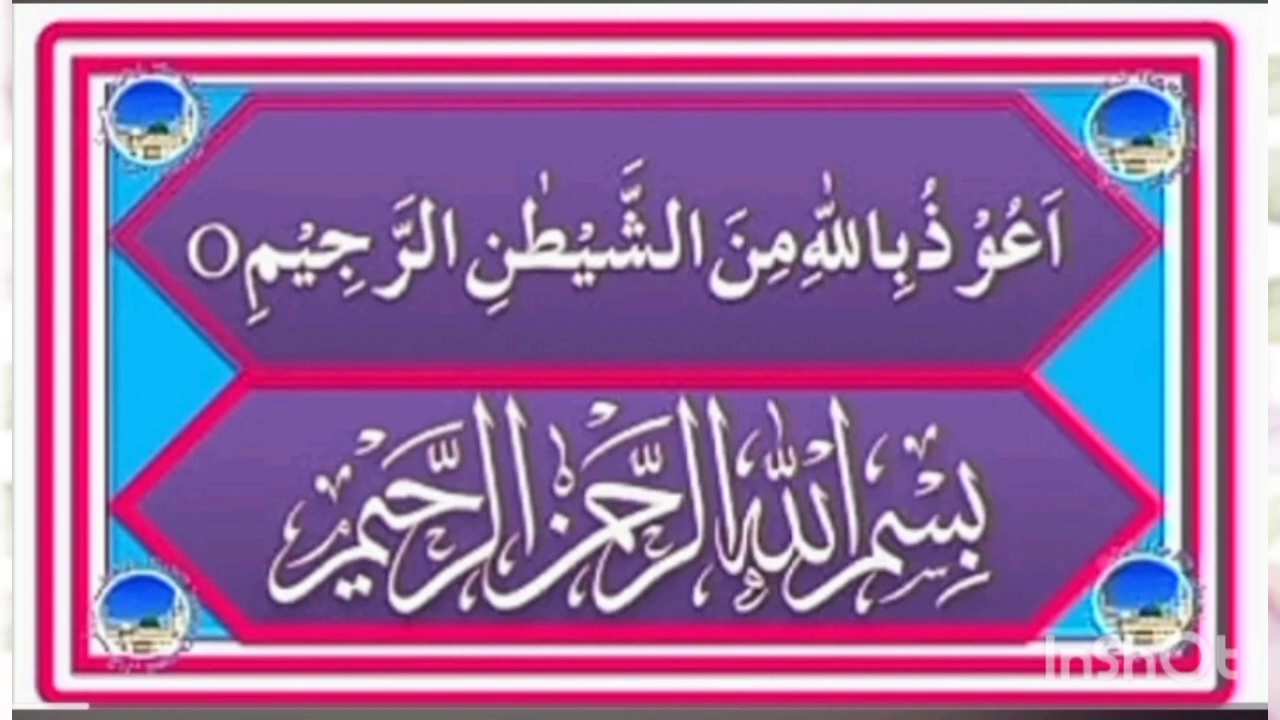 اَعُوْذُ بِاللّٰهِ مِنَ الشَّيْطٰنِ الرَّجِيْمِ
بِسْمِ اللّٰهِ الرَّحْمٰنِ الرَّحِيْمِ
InShOt